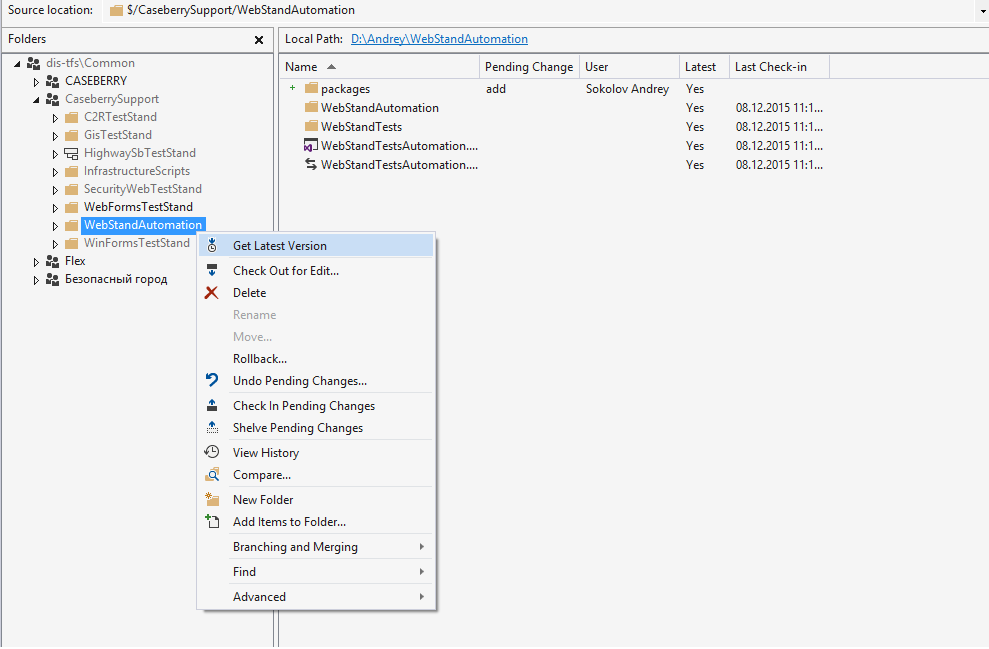 Source location: $/CaseberrySupport/WebStandAutomation
Folders
Local Path: D:\Andrey\WebStandAutomation
dis-tfs\Common
CASEBERRY
CaseberrySupport
C2RTestStand
GisTestStand
HighwaySbTestStand
InfrastructureScripts
SecurityWebTestStand
WebFormsTestStand
WebStandAutomation
WinFormsTestStand
Flex
Безопасный город
Name Pending Change User Latest Last Check-in
packages add Sokolov Andrey Yes
WebStandAutomation Yes 08.12.2015 11:1...
WebStandTests Yes 08.12.2015 11:1...
WebStandTestsAutomation.... Yes 08.12.2015 11:1...
WebStandTestsAutomation.... Yes 08.12.2015 11:1...
Get Latest Version
Check Out for Edit...
Delete
Rename
Move...
Rollback...
Undo Pending Changes...
Check In Pending Changes
Shelve Pending Changes
View History
Compare...
New Folder
Add Items to Folder...
Branching and Merging
Find
Advanced